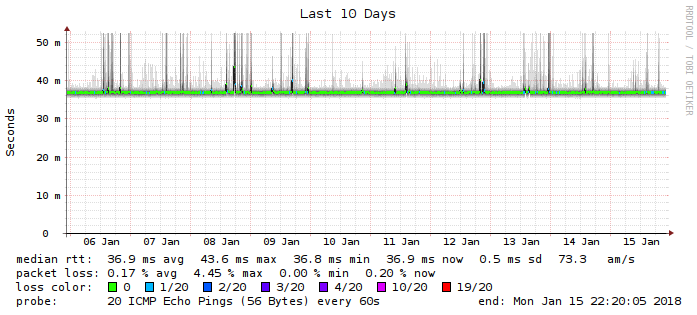 Last 10 Days
RRDTOOL / TOBI OETIKER
Seconds
50 m
40 m
30 m
20 m
10 m
0
06 Jan 07 Jan 08 Jan 09 Jan 10 Jan 11 Jan 12 Jan 13 Jan 14 Jan 15 Jan
median rtt: 36.9 ms avg 43.6 ms max 36.8 ms min 36.9 ms now 0.5 ms sd 73.3 am/s
packet loss: 0.17 % avg 4.45 % max 0.00 % min 0.20 % now
loss color: 0 1/20 2/20 3/20 4/20 10/20 19/20
probe: 20 ICMP Echo Pings (56 Bytes) every 60s end: Mon Jan 15 22:20:05 2018